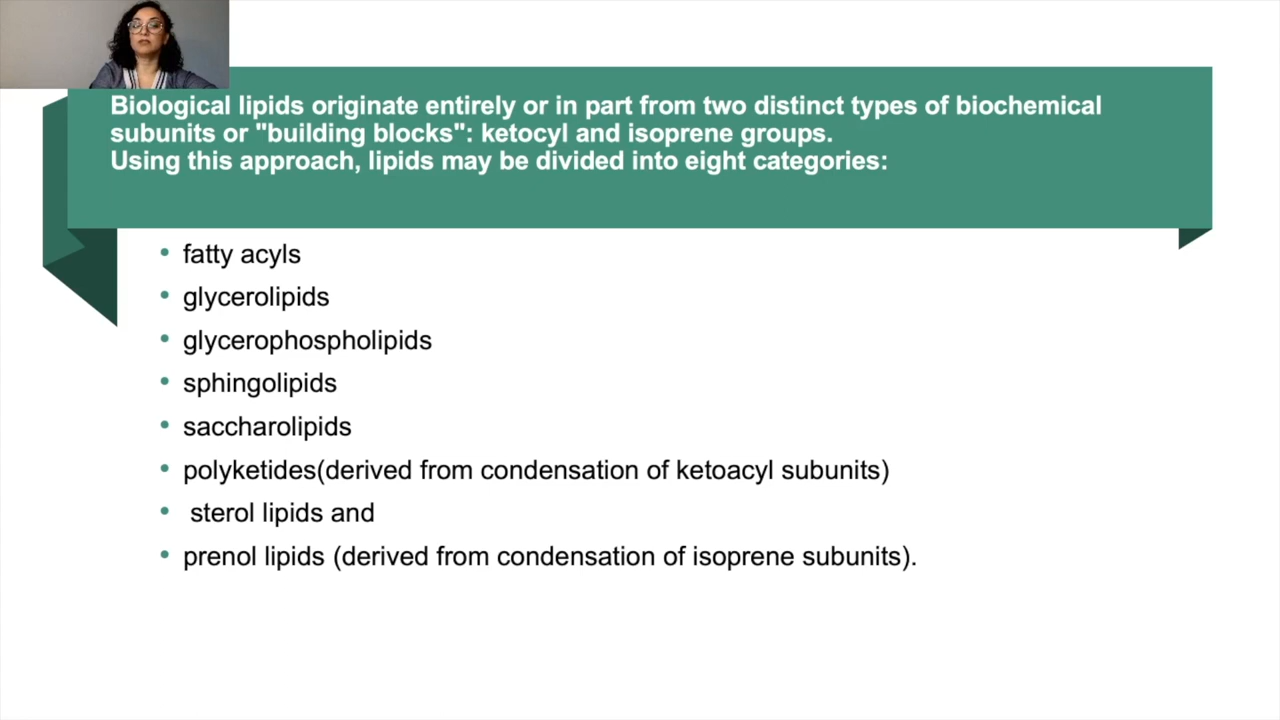 Biological lipids originate entirely or in part from two distinct types of biochemical
subunits or "building blocks": ketocyl and isoprene groups.
Using this approach, lipids may be divided into eight categories:
• fatty acyls
• glycerolipids
• glycerophospholipids
• sphingolipids
• saccharolipids
• polyketides(derived from condensation of ketoacyl subunits)
• sterol lipids and
• prenol lipids (derived from condensation of isoprene subunits).